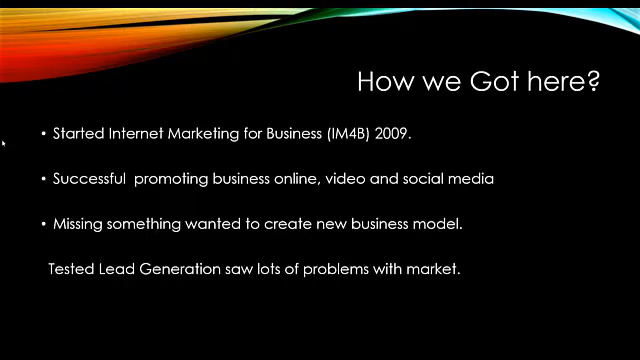 How we Got here?
• Started Internet Marketing for Business (IM4B) 2009.
• Successful promoting business online, video and social media
• Missing something wanted to create new business model.
Tested Lead Generation saw lots of problems with market.